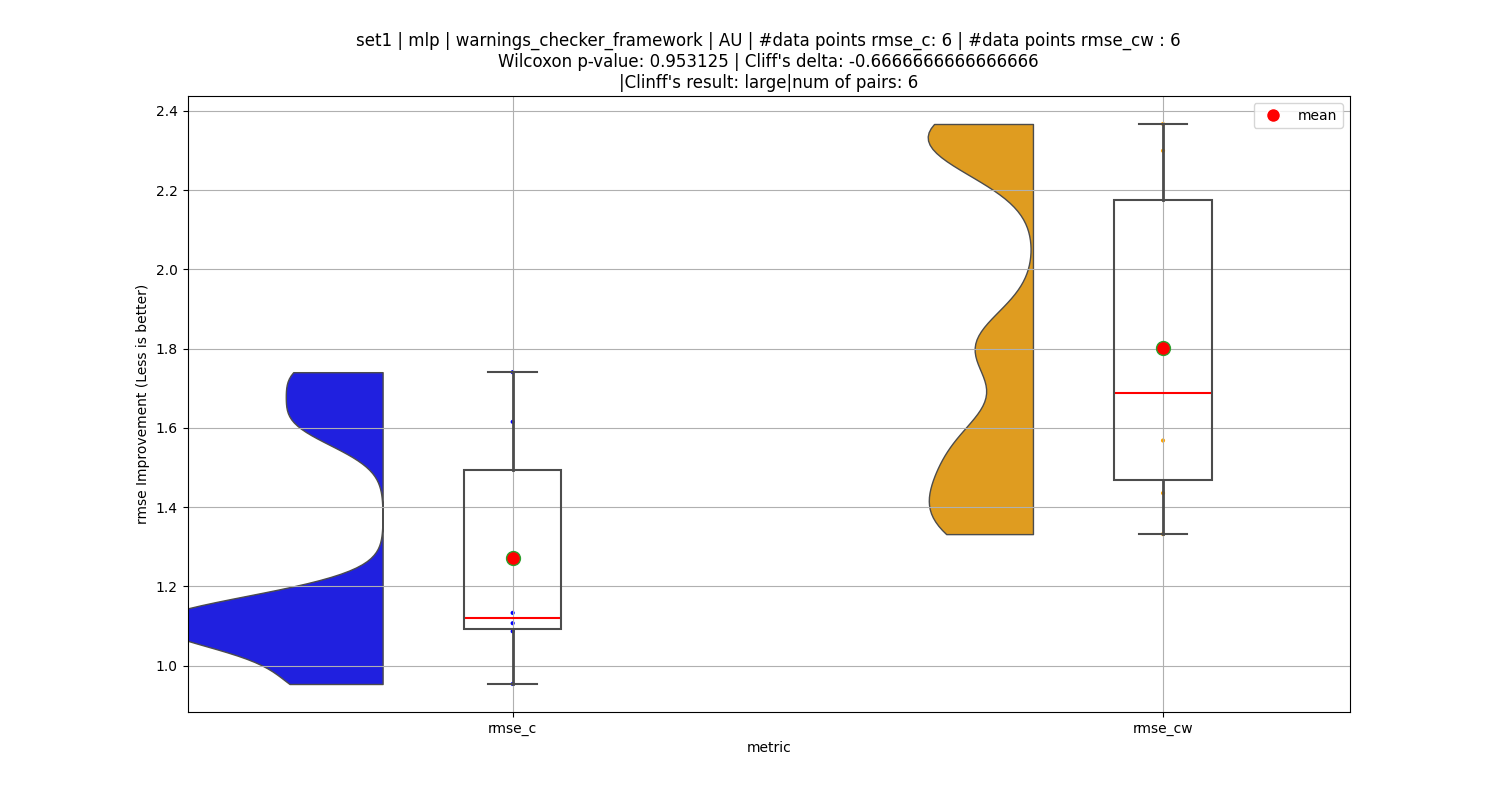 set1 | mlp | warnings_checker_framework | AU | #data points rmse_c: 6 | #data points rmse_cw : 6
Wilcoxon p-value: 0.953125 | Cliff's delta: -0.6666666666666666
|Clinff's result: large|num of pairs: 6
mean
2.4
2.2
2.0
1.8
1.6
1.4
1.2
1.0
rmse Improvement (Less is better)
rmse_c
rmse_cw
metric